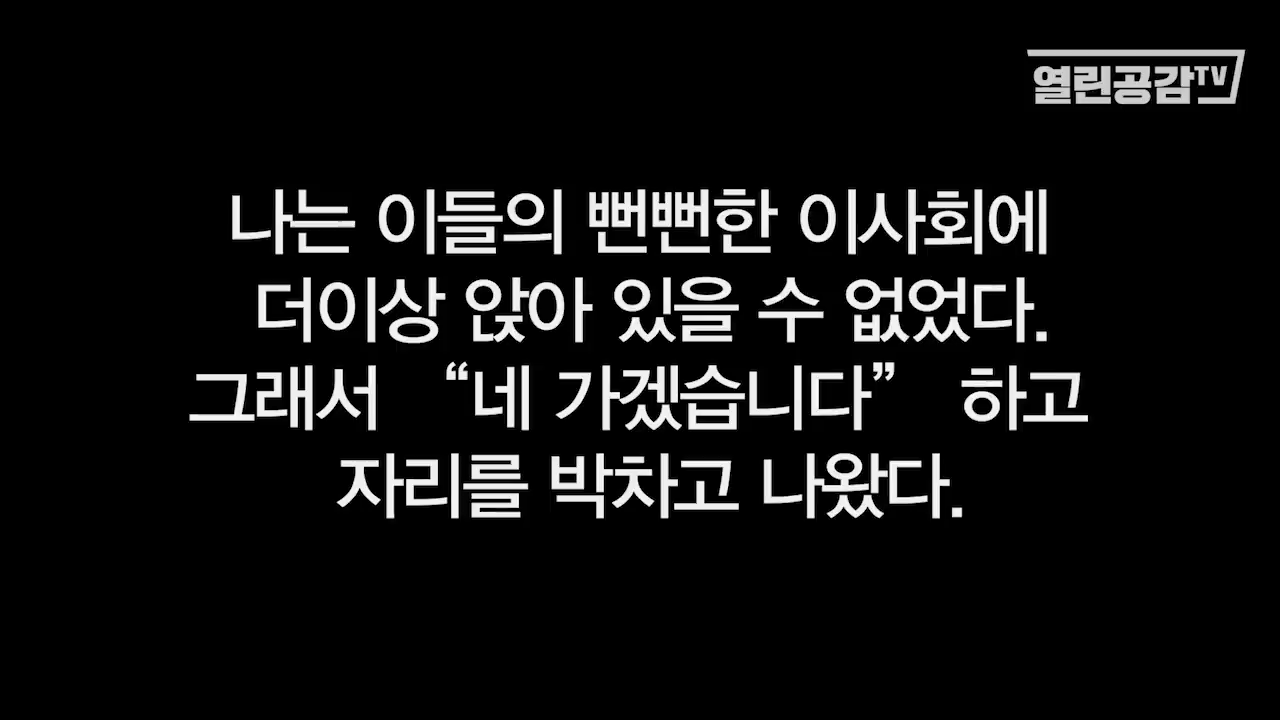 열린공감TV
나는 이들의 뻔뻔한 이사회에
더이상 앉아 있을 수 없었다.
그래서 “네 가겠습니다” 하고
자리를 박차고 나왔다.